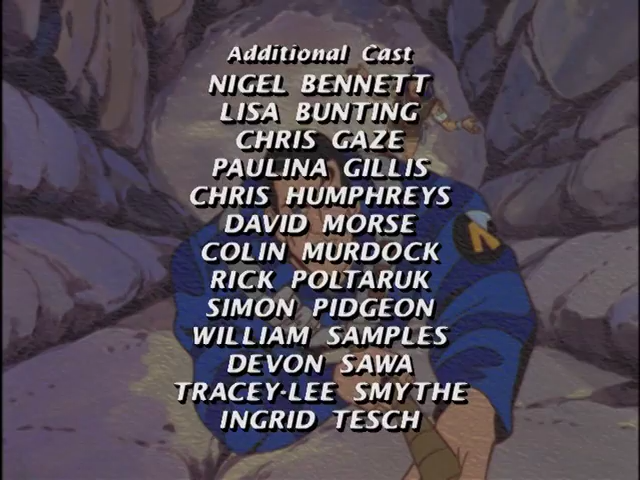 Additional Cast
NIGEL BENNETT
LISA BUNTING
CHRIS GAZE
PAULINA GILLIS
CHRIS HUMPHREYS
DAVID MORSE
COLIN MURDOCK
RICK POLTARUK
SIMON PIDGEON
WILLIAM SAMPLES
DEVON SAWA
TRACEY-LEE SMYTHE
INGRID TESCH